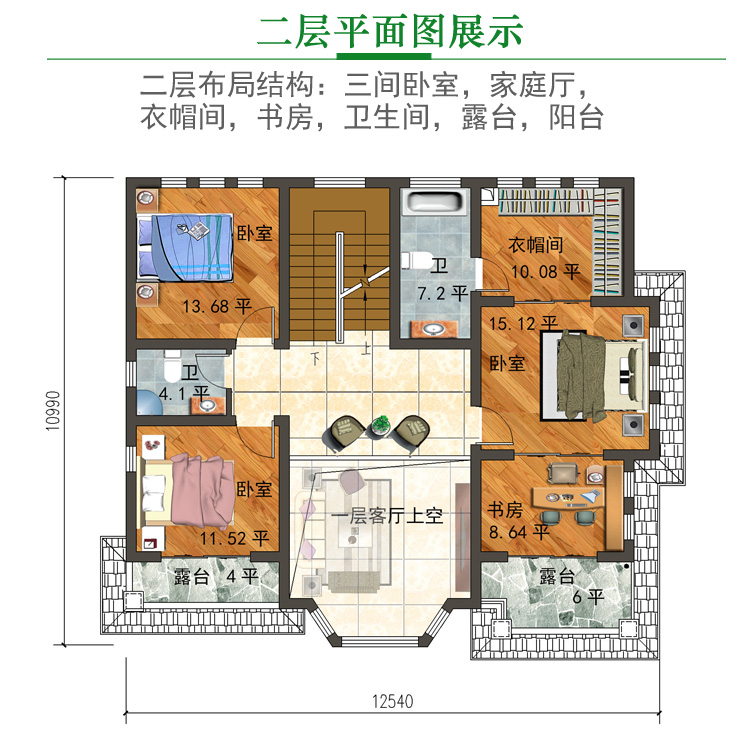 二层平面图展示
二层布局结构：三间卧室，家庭厅，
衣帽间，书房，卫生间，露台，阳台
卧室
13.68 平
卫
7.2 平
衣帽间
10.08 平
15.12 平
卧室
下 上
卫
4.1 平
卧室
11.52 平
一层客厅上空
书房
8.64 平
露台 4 平
露台
6 平
10990
12540